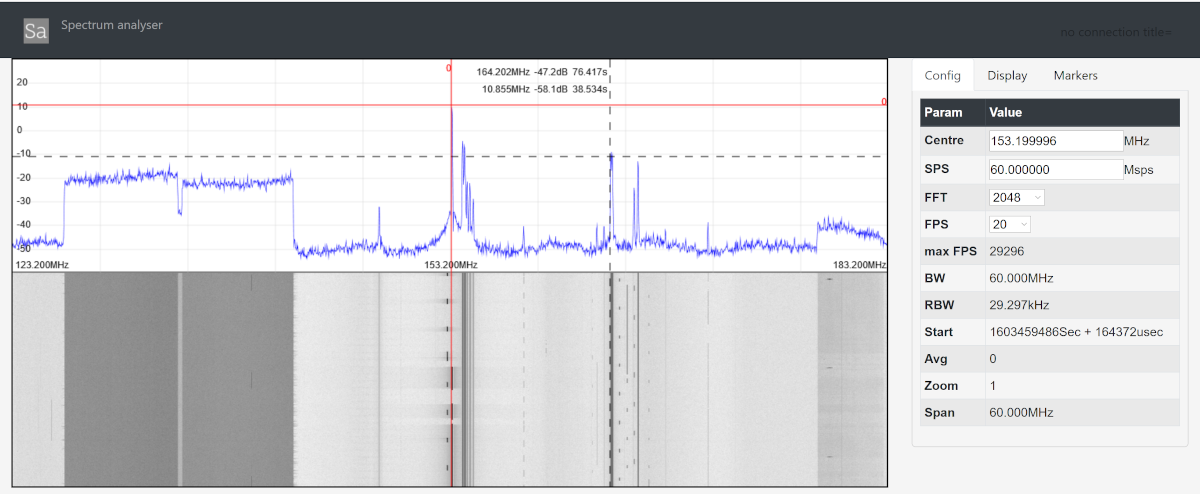 Sa
Spectrum analyser
no connection title=
0
164.202MHz -47.2dB 76.417s
10.855MHz -58.1dB 38.534s
20
10
0
0
-10
-20
-30
-40
-50
123.200MHz
153.200MHz
183.200MHz
Config
Display
Markers
Param Value
Centre 153.199996 MHz
SPS 60.000000 Msps
FFT 2048
FPS 20
max FPS 29296
BW 60.000MHz
RBW 29.297kHz
Start 1603459486Sec + 164372usec
Avg 0
Zoom 1
Span 60.000MHz